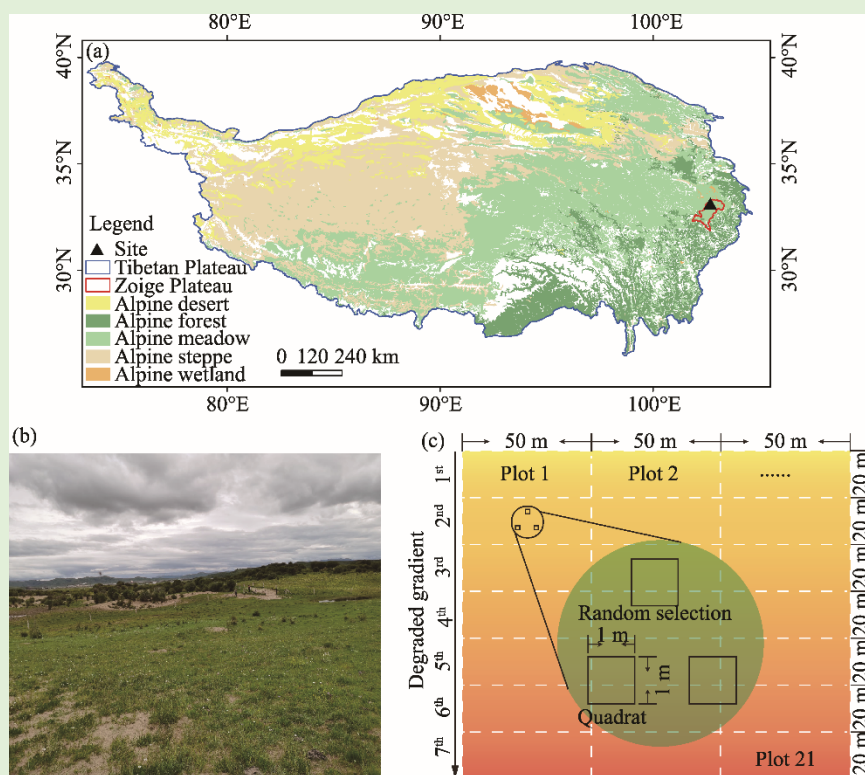 80°E 90°E 100°E
(a)
40°N 40°N
35°N 35°N
30°N 30°N
Legend
Site
Tibetan Plateau
Zoige Plateau
Alpine desert
Alpine forest
Alpine meadow
Alpine steppe
Alpine wetland
0 120 240 km
80°E 90°E 100°E
(b)
(c)
50 m 50 m 50 m
Degraded gradient
1st Plot 1 Plot 2 ...... 20 m
2nd 20 m
3rd 20 m
4th Random selection 20 m
1 m
5th 1 m 20 m
6th Quadrat 20 m
7th Plot 21 20 m